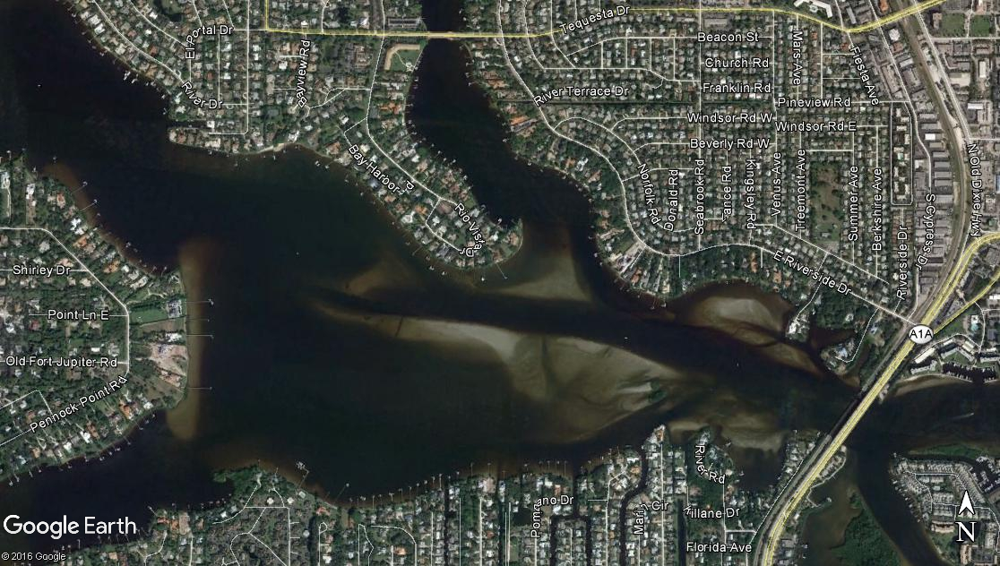 Tequesta Dr
El Portal Dr
Beacon St
Bayview Rd
Mars Ave
Fiesta Ave
Church Rd
River Dr
River Terrace Dr
Franklin Rd
Pineview Rd
Windsor Rd W
Windsor Rd E
Beverly Rd W
N Old Dixie Hwy
Bay Harbor
Norfolk Rd
Donald Rd
Seabrook Rd
Lance Rd
Kingsley Rd
Venus Ave
Treemont Ave
Summer Ave
Berkshire Ave
S Cypress Dr
Rio Vista Dr
Riverside Dr
E Riverside Dr
Shirley Dr
Point Ln E
A1A
Old Fort Jupiter Rd
Pennock Point Rd
River Rd
ano Dr
Cir
Florida Ave
Google Earth
N
© 2016 Google